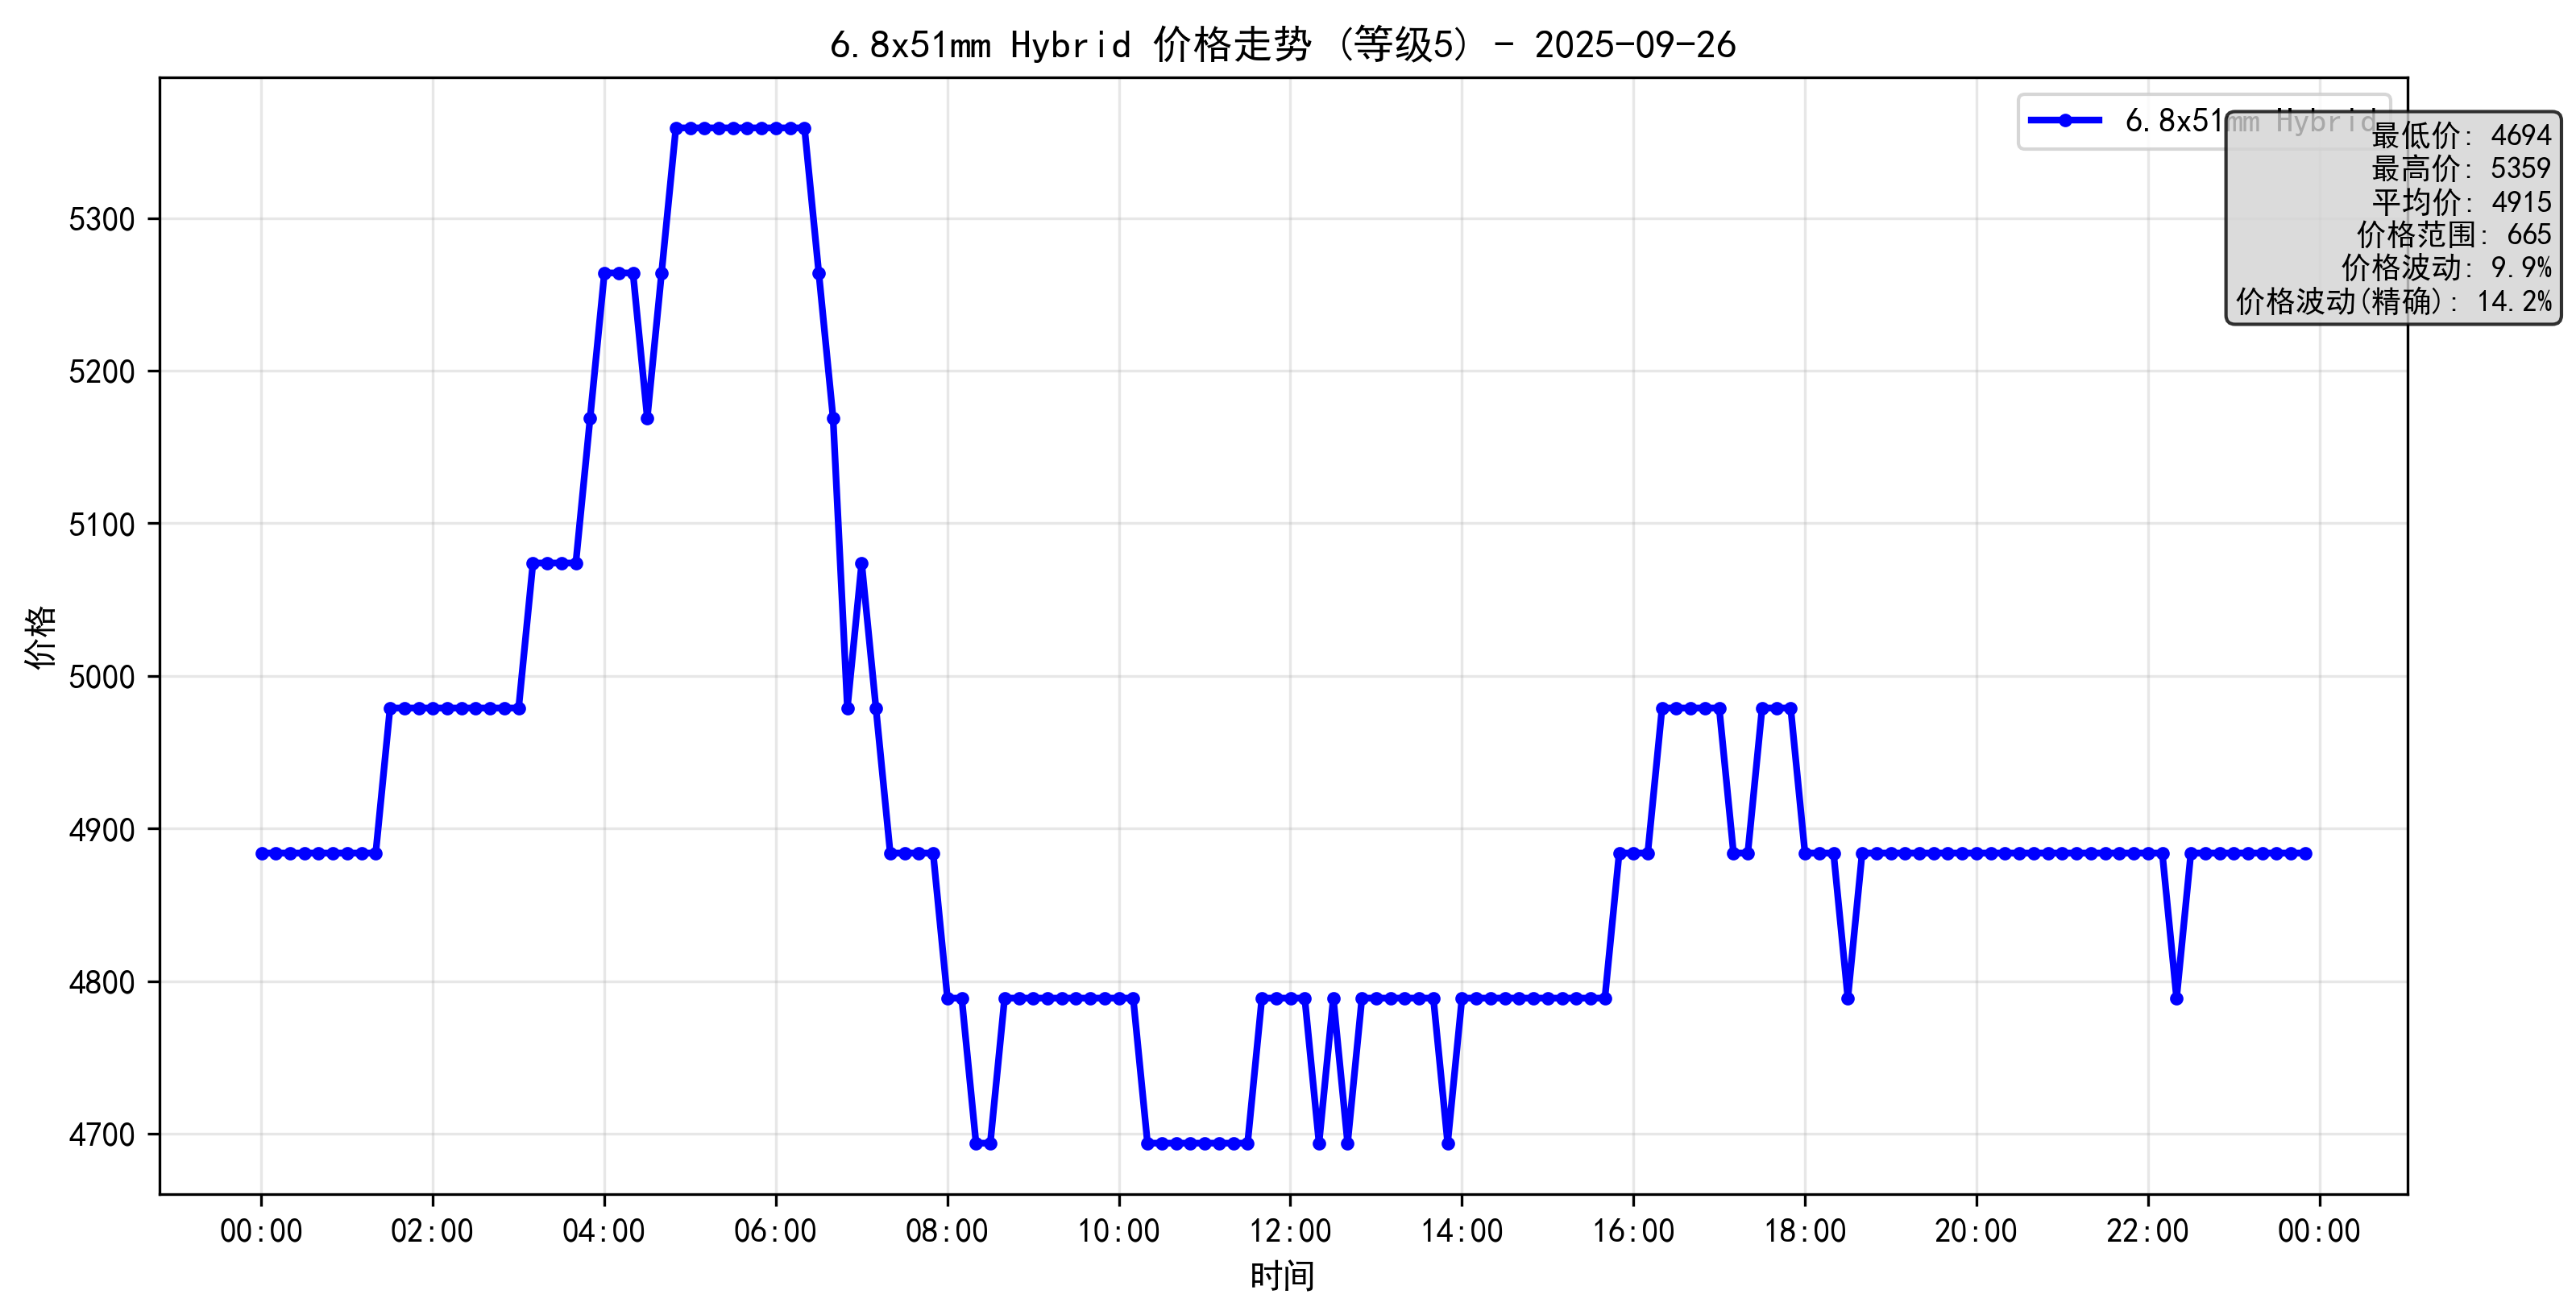 6.8x51mm Hybrid 价格走势 (等级5) - 2025-09-26
6.8x51mm Hybrid
最低价: 4694
最高价: 5359
平均价: 4915
价格范围: 665
价格波动: 9.9%
价格波动(精确): 14.2%
价格
5300
5200
5100
5000
4900
4800
4700
00:00 02:00 04:00 06:00 08:00 10:00 12:00 14:00 16:00 18:00 20:00 22:00 00:00
时间